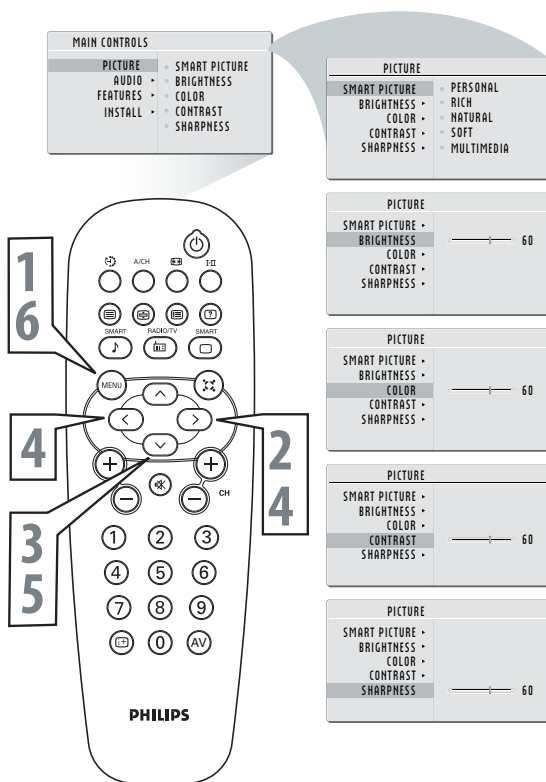 MAIN CONTROLS
PICTURE • SMART PICTURE
AUDIO ▸ • BRIGHTNESS
FEATURES ▸ • COLOR
INSTALL ▸ • CONTRAST
• SHARPNESS
PICTURE
SMART PICTURE • PERSONAL
BRIGHTNESS ▸ • RICH
COLOR ▸ • NATURAL
CONTRAST ▸ • SOFT
SHARPNESS ▸ • MULTIMEDIA
PICTURE
SMART PICTURE ▸
BRIGHTNESS 60
COLOR ▸
CONTRAST ▸
SHARPNESS ▸
PICTURE
SMART PICTURE ▸
BRIGHTNESS ▸
COLOR 60
CONTRAST ▸
SHARPNESS ▸
PICTURE
SMART PICTURE ▸
BRIGHTNESS ▸
COLOR ▸
CONTRAST 60
SHARPNESS ▸
PICTURE
SMART PICTURE ▸
BRIGHTNESS ▸
COLOR ▸
CONTRAST ▸
SHARPNESS 60
A/CH I-II
?
SMART RADIO/TV SMART
MENU
CH
1 2 3
4 5 6
7 8 9
i+ 0 AV
PHILIPS
1
6
4
3
5
2
4